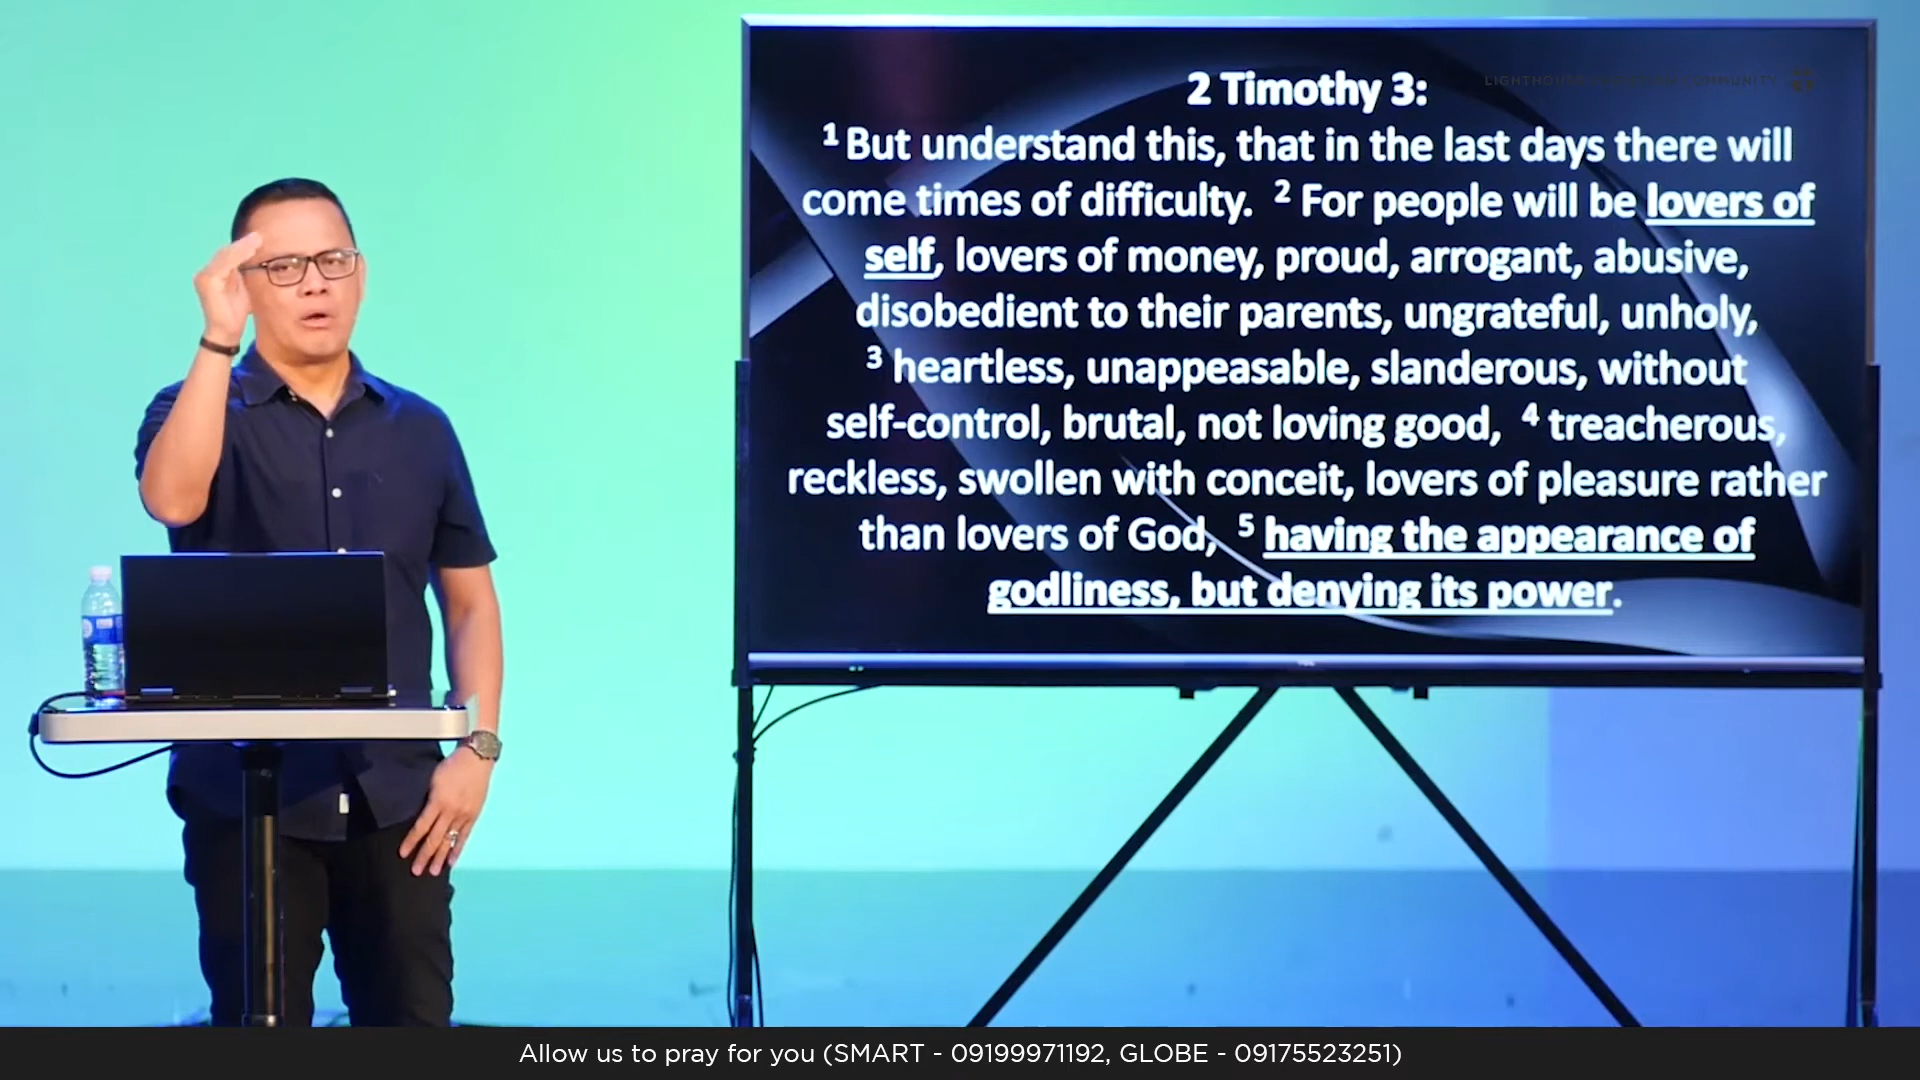 LIGHTHOUSE CHRISTIAN COMMUNITY
2 Timothy 3:
1 But understand this, that in the last days there will
come times of difficulty. 2 For people will be lovers of
self, lovers of money, proud, arrogant, abusive,
disobedient to their parents, ungrateful, unholy,
3 heartless, unappeasable, slanderous, without
self-control, brutal, not loving good, 4 treacherous,
reckless, swollen with conceit, lovers of pleasure rather
than lovers of God, 5 having the appearance of
godliness, but denying its power.
TCL
Allow us to pray for you (SMART - 09199971192, GLOBE - 09175523251)